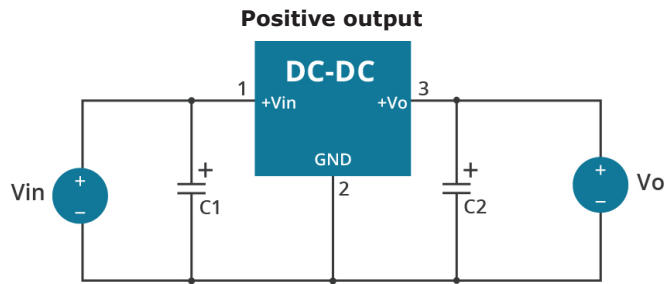 Positive output
DC-DC
1
3
+Vin
+Vo
GND
2
Vin
+
−
+
C1
+
C2
+
−
Vo